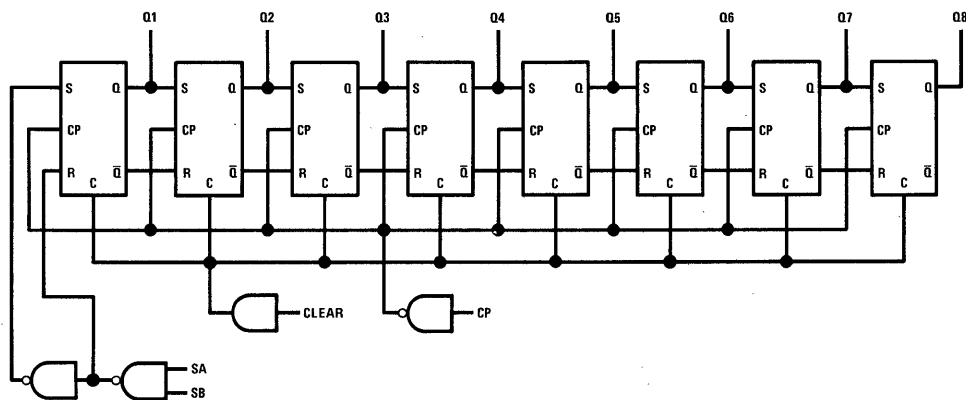 Q1 Q2 Q3 Q4 Q5 Q6 Q7 Q8
S Q S Q S Q S Q S Q S Q S Q S Q
CP CP CP CP CP CP CP CP
R Q̅ R Q̅ R Q̅ R Q̅ R Q̅ R Q̅ R Q̅ R Q̅
C C C C C C C C
CLEAR CP
SA
SB